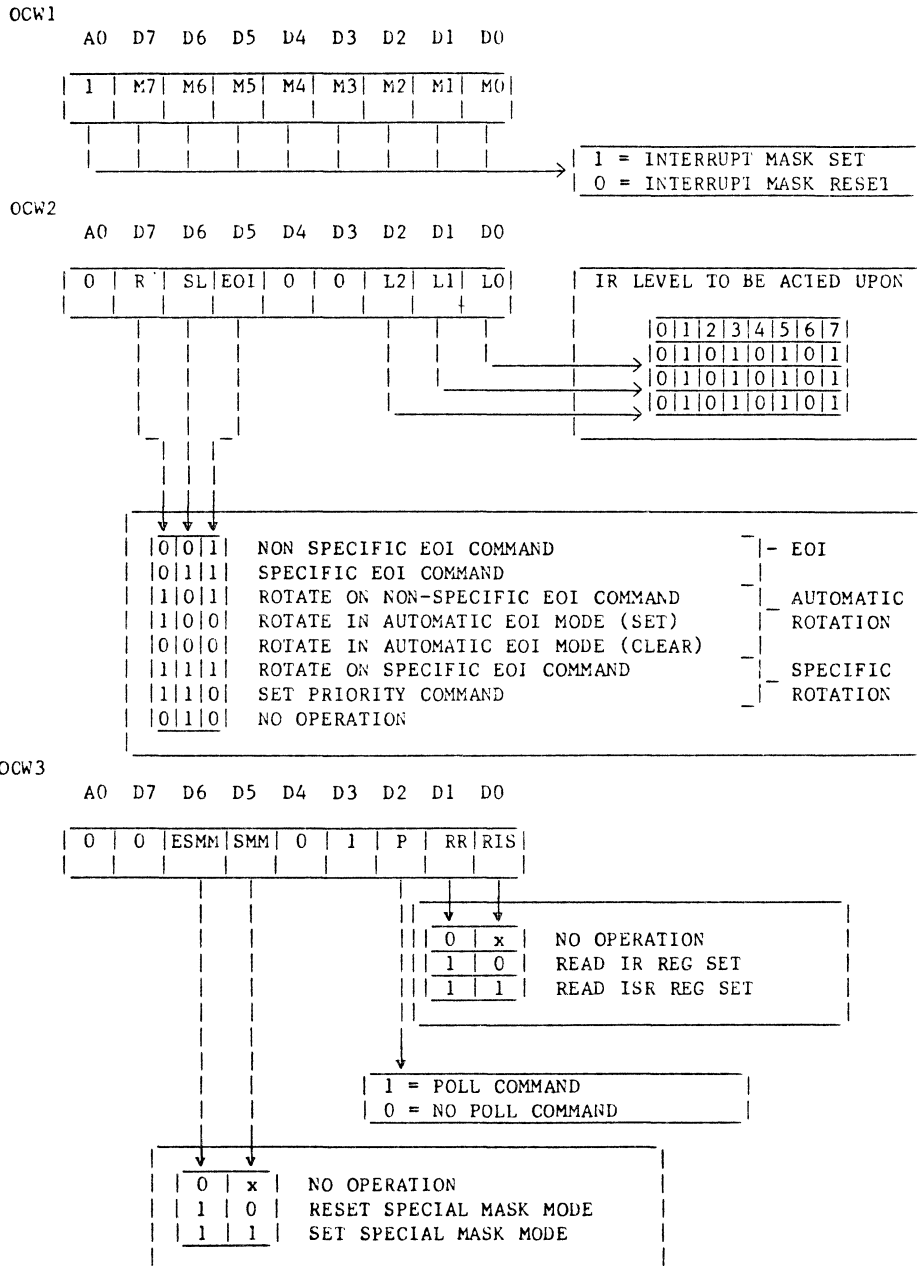 OCW1
A0 D7 D6 D5 D4 D3 D2 D1 D0
| 1 | M7| M6| M5| M4| M3| M2| M1| M0|
1 = INTERRUPT MASK SET
0 = INTERRUPT MASK RESET
OCW2
A0 D7 D6 D5 D4 D3 D2 D1 D0
| 0 | R | SL|EOI| 0 | 0 | L2| L1| L0|
IR LEVEL TO BE ACTED UPON
|0|1|2|3|4|5|6|7|
|0|1|0|1|0|1|0|1|
|0|1|0|1|0|1|0|1|
|0|1|0|1|0|1|0|1|
|0|0|1| NON SPECIFIC EOI COMMAND |- EOI
|0|1|1| SPECIFIC EOI COMMAND
|1|0|1| ROTATE ON NON-SPECIFIC EOI COMMAND | AUTOMATIC
|1|0|0| ROTATE IN AUTOMATIC EOI MODE (SET) ROTATION
|0|0|0| ROTATE IN AUTOMATIC EOI MODE (CLEAR)
|1|1|1| ROTATE ON SPECIFIC EOI COMMAND | SPECIFIC
|1|1|0| SET PRIORITY COMMAND ROTATION
|0|1|0| NO OPERATION
OCW3
A0 D7 D6 D5 D4 D3 D2 D1 D0
| 0 | 0 |ESMM|SMM| 0 | 1 | P | RR|RIS|
| 0 | x | NO OPERATION
| 1 | 0 | READ IR REG SET
| 1 | 1 | READ ISR REG SET
1 = POLL COMMAND
0 = NO POLL COMMAND
| 0 | x | NO OPERATION
| 1 | 0 | RESET SPECIAL MASK MODE
| 1 | 1 | SET SPECIAL MASK MODE